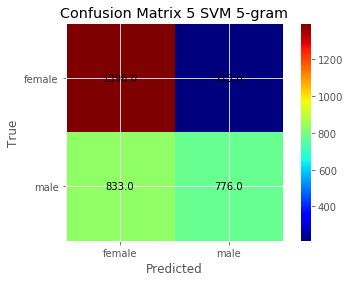 Confusion Matrix 5 SVM 5-gram
female
male
833.0 776.0
female male
True
Predicted
1200
1000
800
600
400